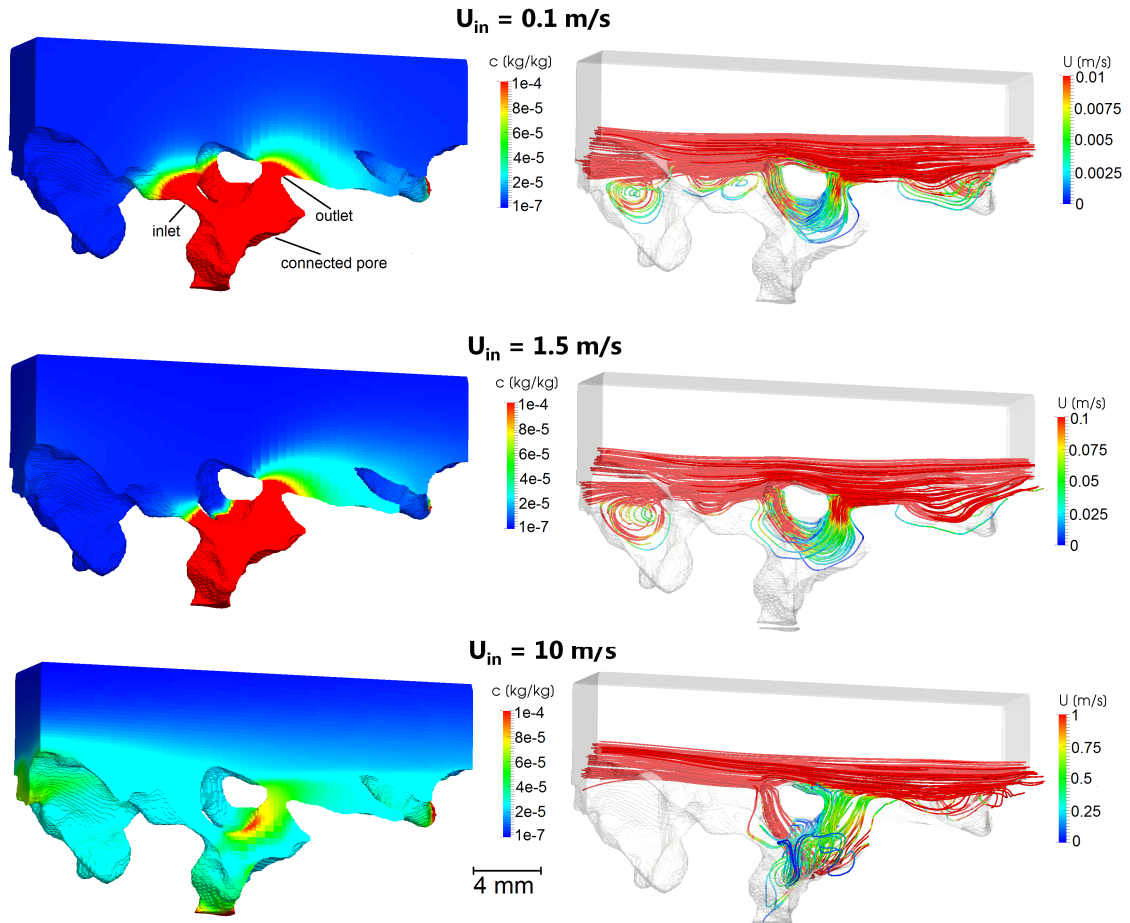 U_in = 0.1 m/s
c (kg/kg)
1e-4
8e-5
6e-5
4e-5
2e-5
1e-7
inlet
outlet
connected pore
U (m/s)
0.01
0.0075
0.005
0.0025
0
U_in = 1.5 m/s
c (kg/kg)
1e-4
8e-5
6e-5
4e-5
2e-5
1e-7
U (m/s)
0.1
0.075
0.05
0.025
0
U_in = 10 m/s
c (kg/kg)
1e-4
8e-5
6e-5
4e-5
2e-5
1e-7
4 mm
U (m/s)
1
0.75
0.5
0.25
0